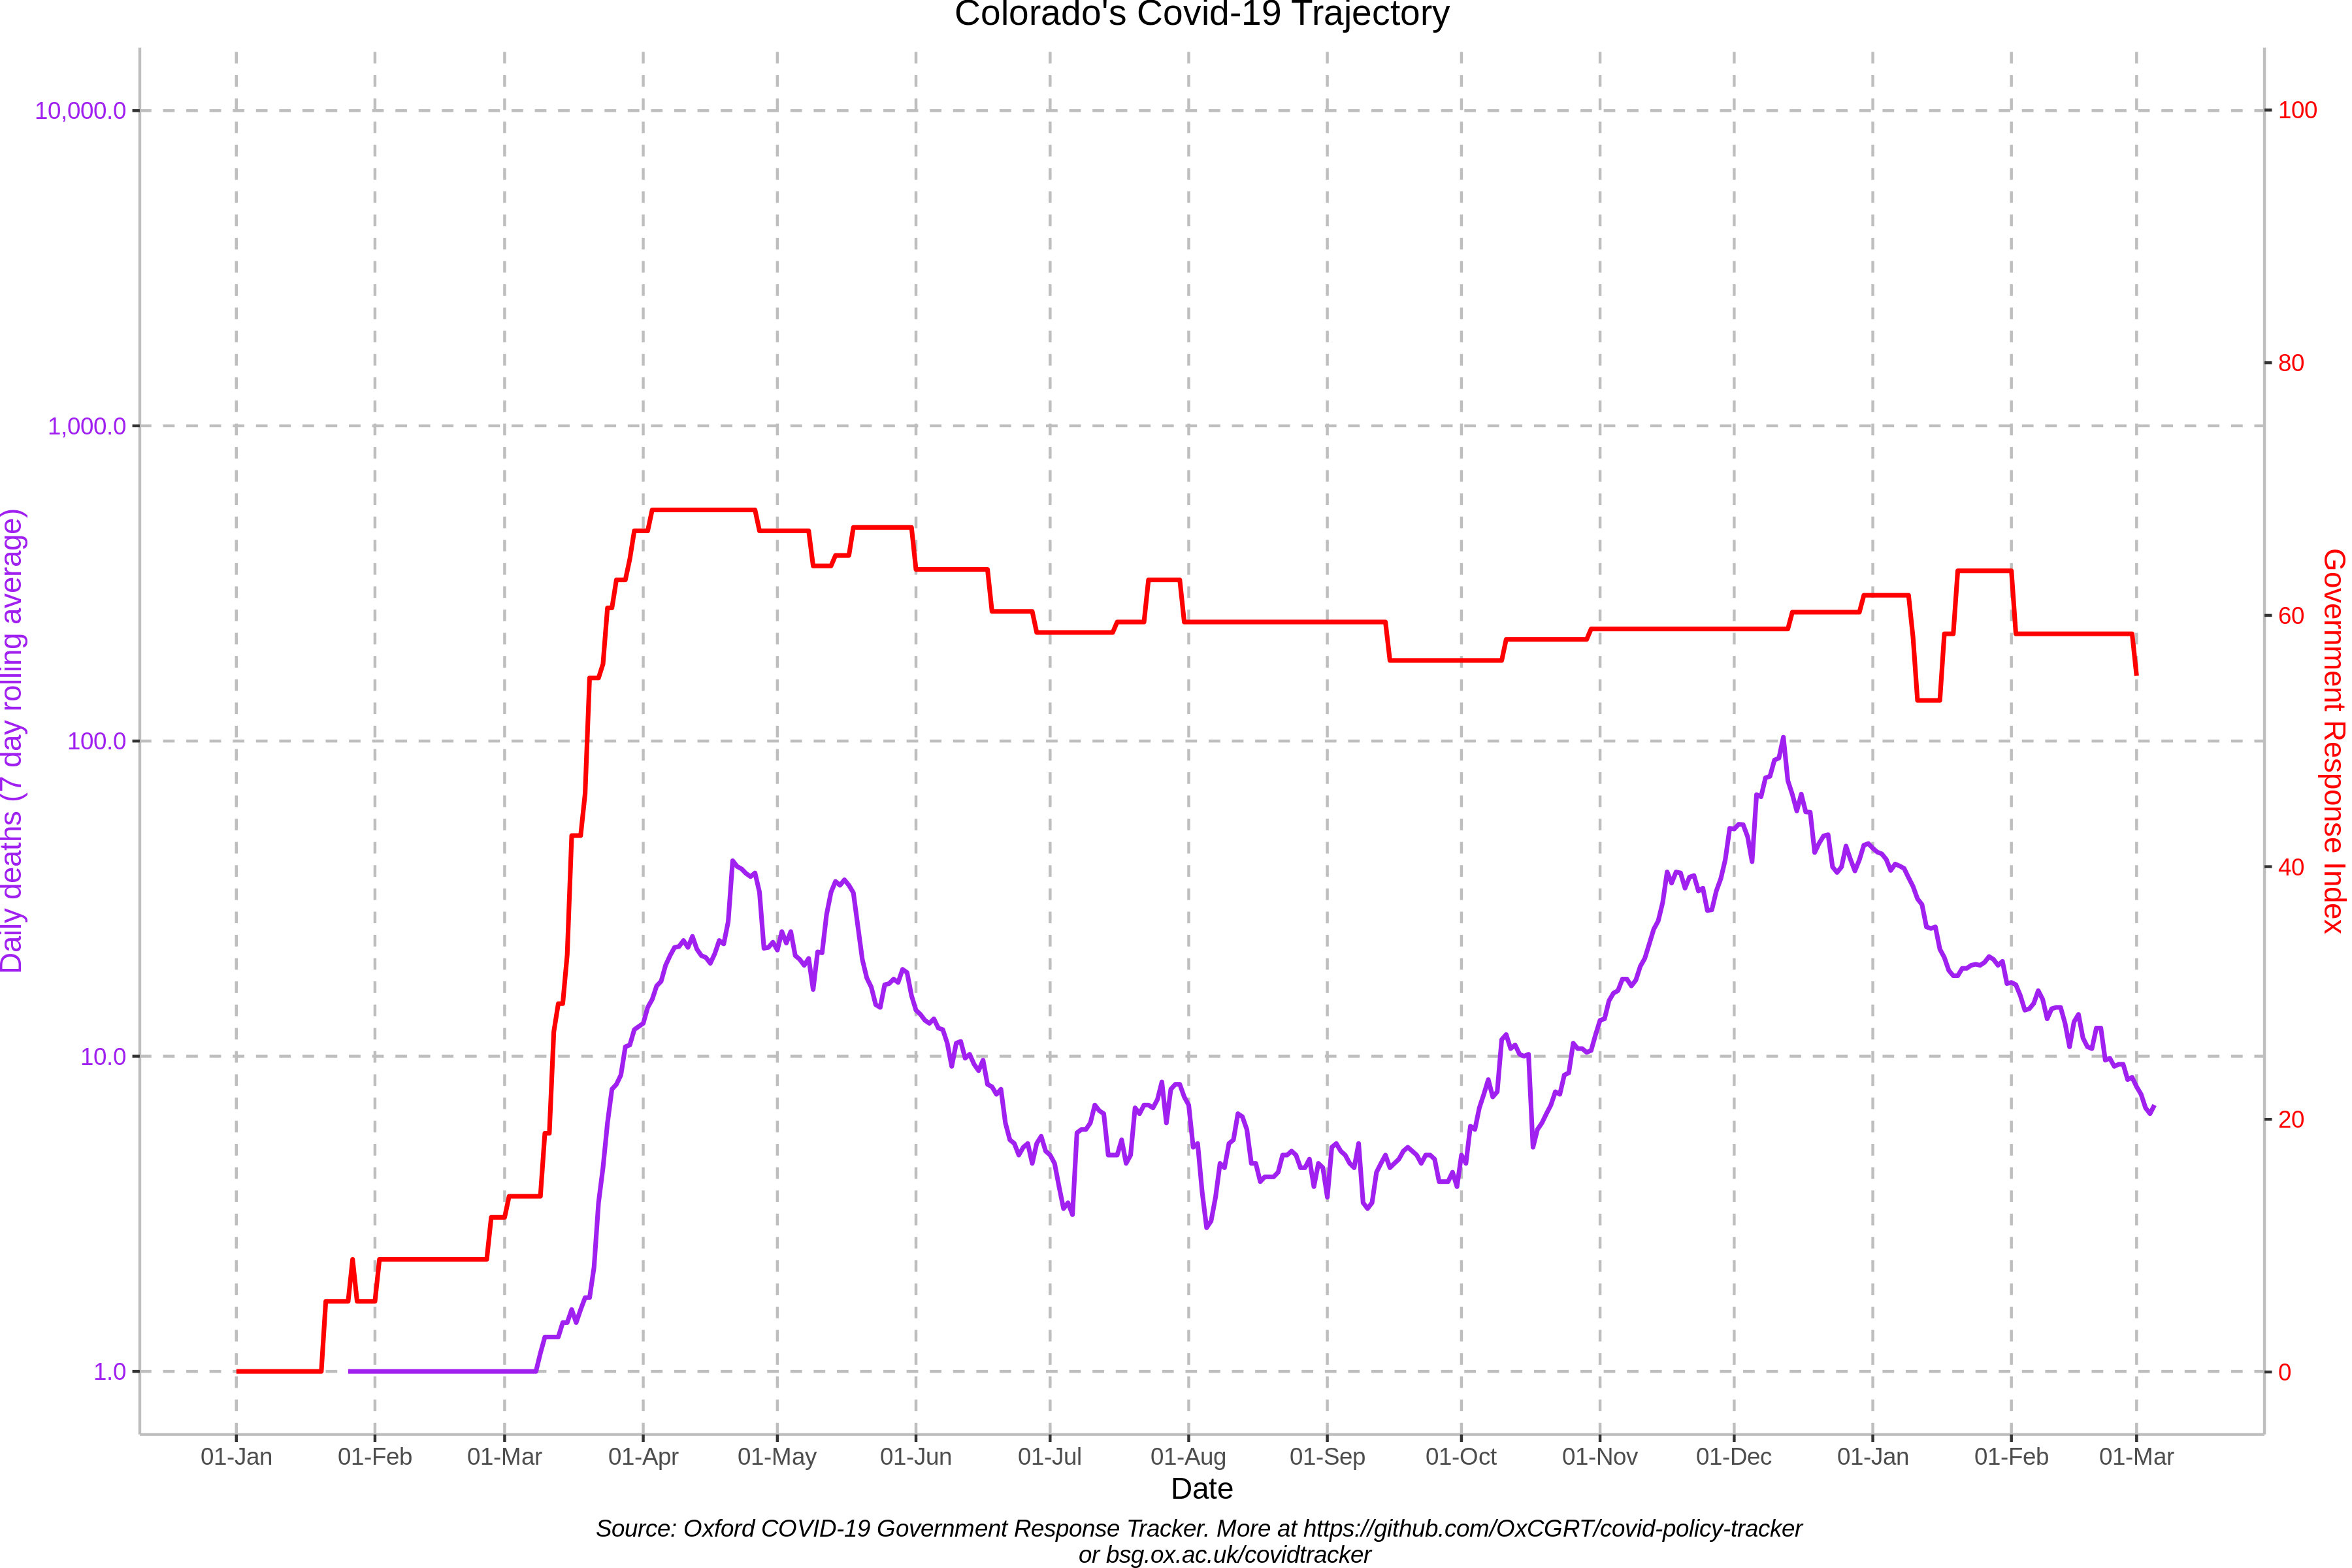 Colorado's Covid-19 Trajectory
Daily deaths (7 day rolling average)
10,000.0
1,000.0
100.0
10.0
1.0
100
80
60
40
20
0
Government Response Index
01-Jan 01-Feb 01-Mar 01-Apr 01-May 01-Jun 01-Jul 01-Aug 01-Sep 01-Oct 01-Nov 01-Dec 01-Jan 01-Feb 01-Mar
Date
Source: Oxford COVID-19 Government Response Tracker. More at https://github.com/OxCGRT/covid-policy-tracker
or bsg.ox.ac.uk/covidtracker